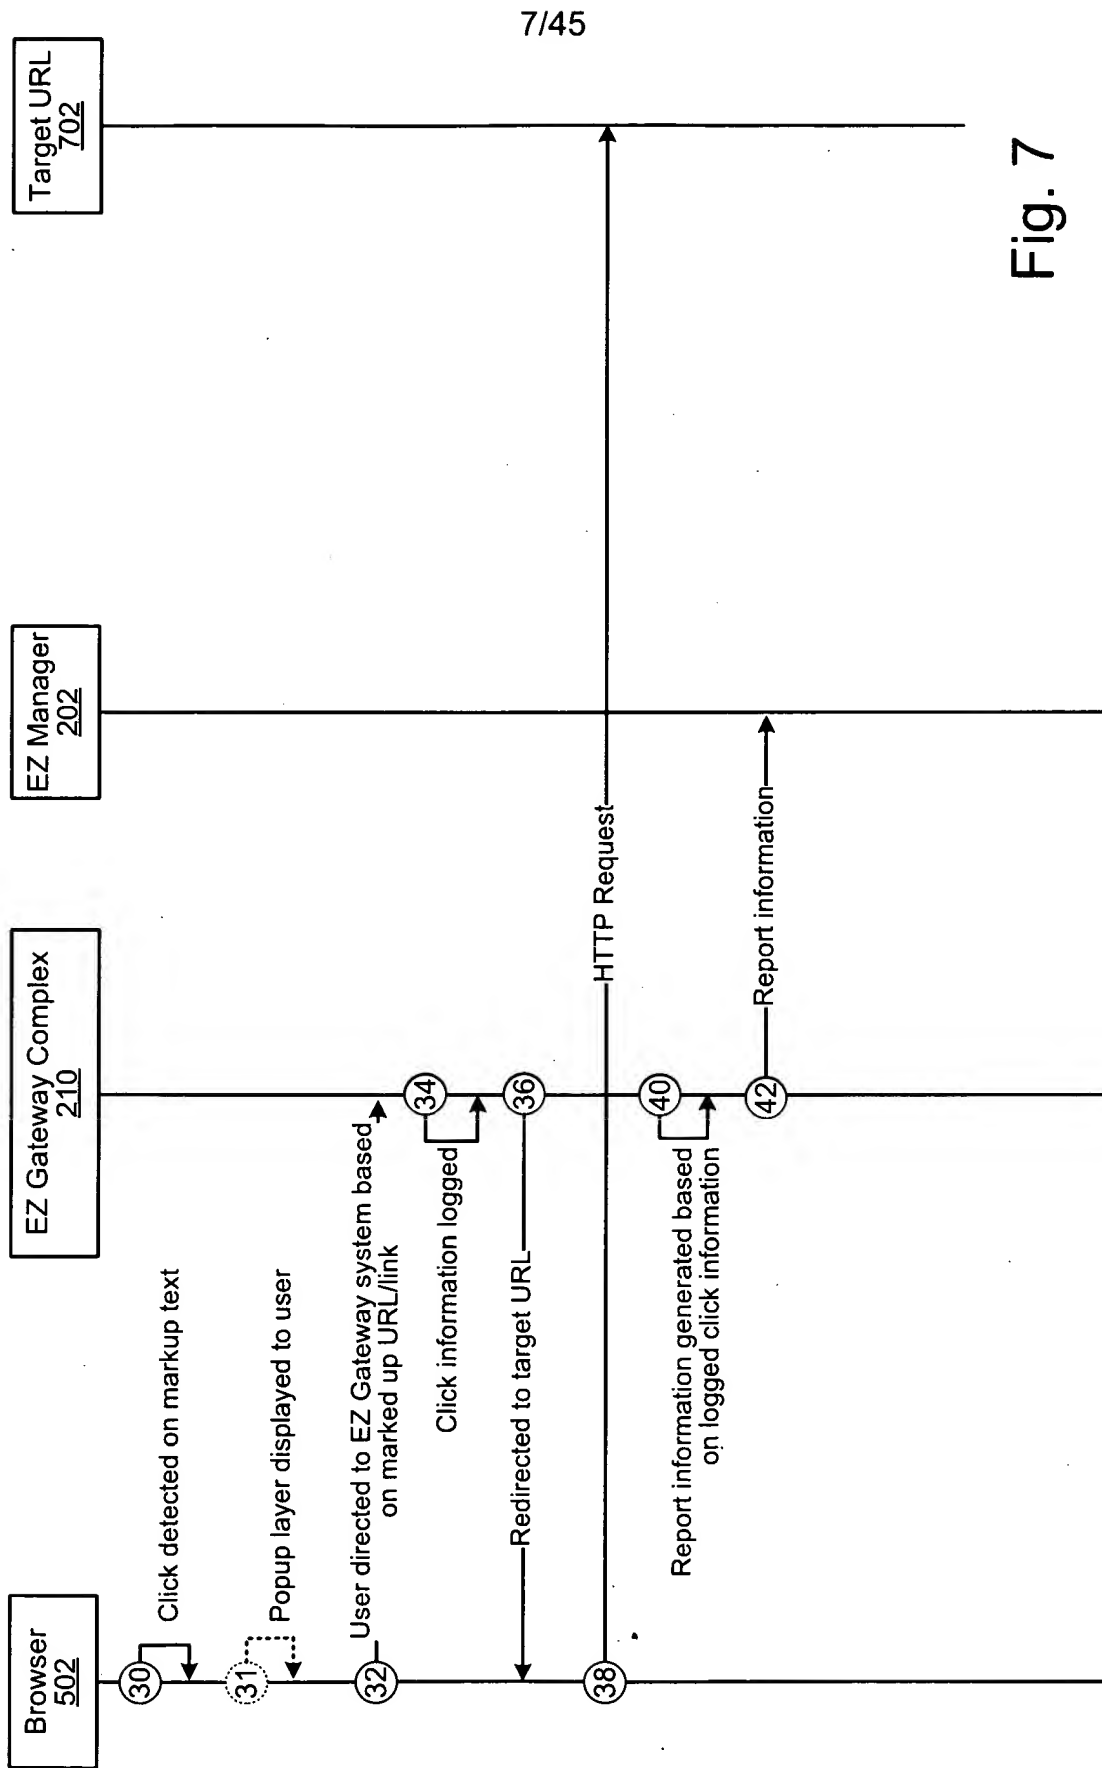 7/45
Browser
502
EZ Gateway Complex
210
EZ Manager
202
Target URL
702
30
Click detected on markup text
31
Popup layer displayed to user
32
User directed to EZ Gateway system based
on marked up URL/link
34
Click information logged
36
Redirected to target URL
38
HTTP Request
40
Report information generated based
on logged click information
42
Report information
Fig. 7